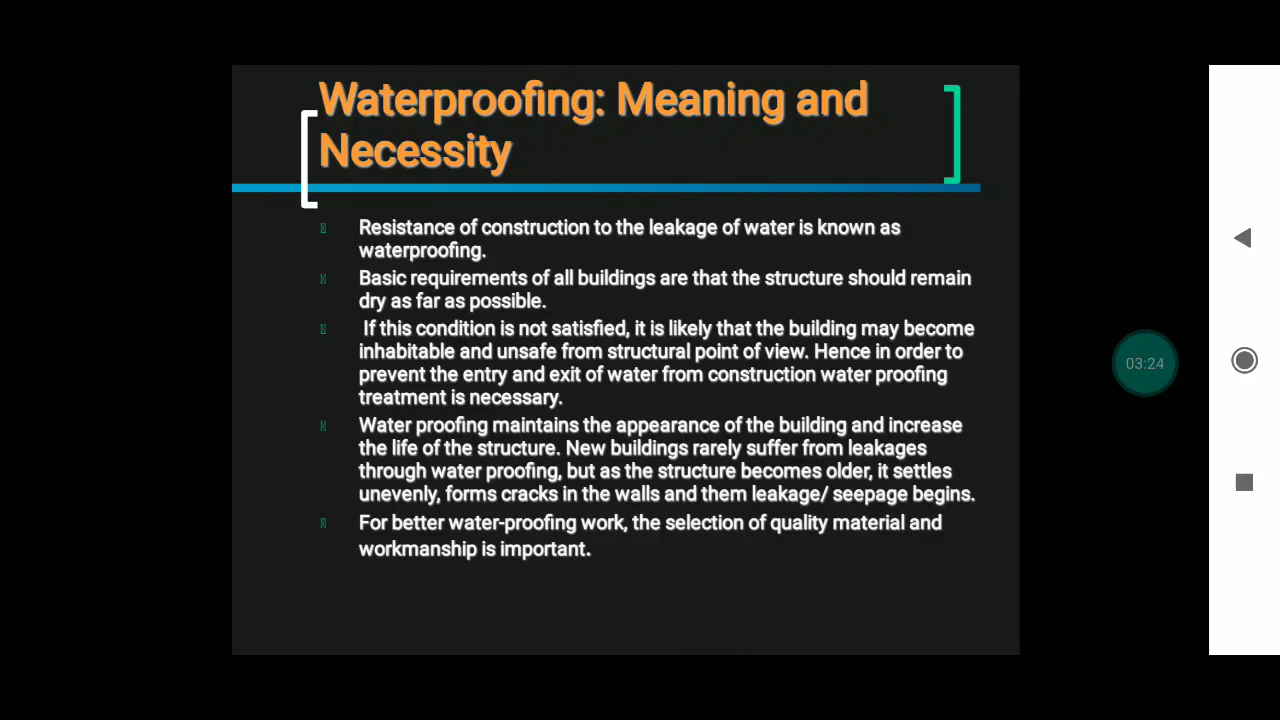 Waterproofing: Meaning and
Necessity
Resistance of construction to the leakage of water is known as
waterproofing.
Basic requirements of all buildings are that the structure should remain
dry as far as possible.
If this condition is not satisfied, it is likely that the building may become
inhabitable and unsafe from structural point of view. Hence in order to
prevent the entry and exit of water from construction water proofing
treatment is necessary.
Water proofing maintains the appearance of the building and increase
the life of the structure. New buildings rarely suffer from leakages
through water proofing, but as the structure becomes older, it settles
unevenly, forms cracks in the walls and them leakage/ seepage begins.
For better water-proofing work, the selection of quality material and
workmanship is important.
03:24